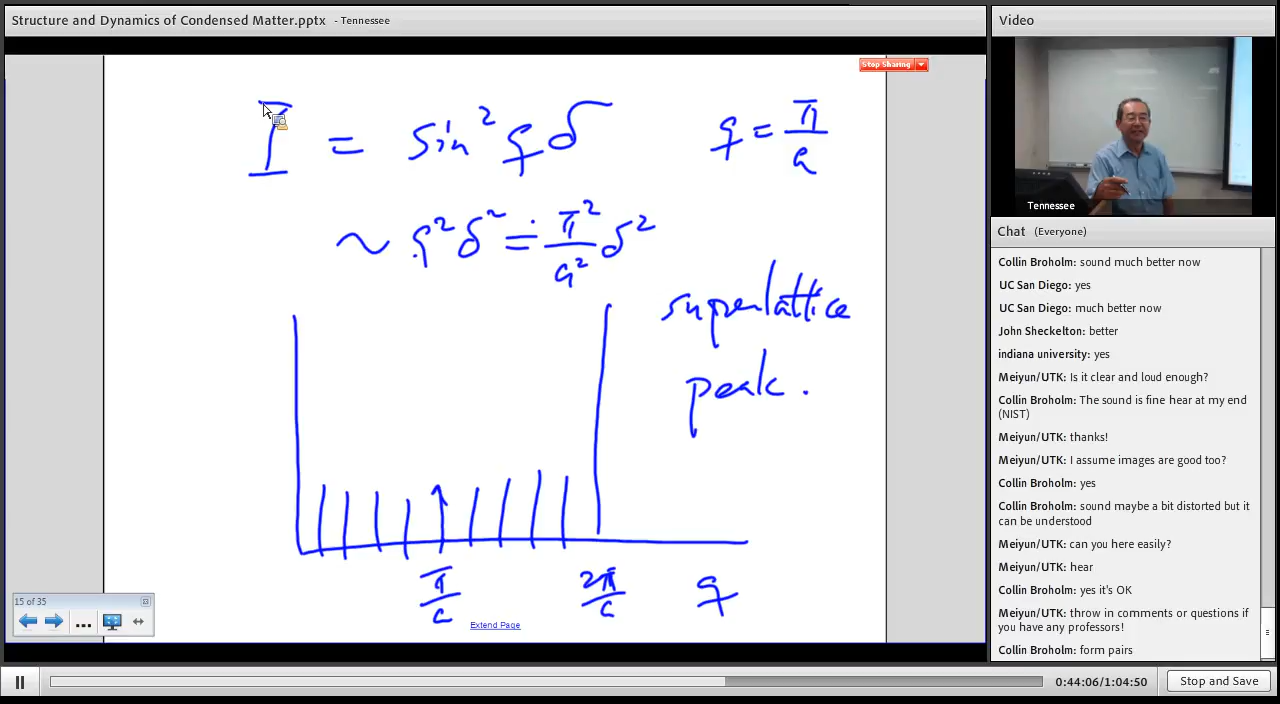 Structure and Dynamics of Condensed Matter.pptx - Tennessee
Stop Sharing
I = sin² qδ
q = π/a
~ q²δ² ≐ π²/a² δ²
superlattice
peak.
π/a
2π/a
q
15 of 35
Extend Page
Video
Tennessee
Chat (Everyone)
Collin Broholm: sound much better now
UC San Diego: yes
UC San Diego: much better now
John Sheckelton: better
indiana university: yes
Meiyun/UTK: Is it clear and loud enough?
Collin Broholm: The sound is fine hear at my end
(NIST)
Meiyun/UTK: thanks!
Meiyun/UTK: I assume images are good too?
Collin Broholm: yes
Collin Broholm: sound maybe a bit distorted but it
can be understood
Meiyun/UTK: can you here easily?
Meiyun/UTK: hear
Collin Broholm: yes it's OK
Meiyun/UTK: throw in comments or questions if
you have any professors!
Collin Broholm: form pairs
0:44:06/1:04:50
Stop and Save